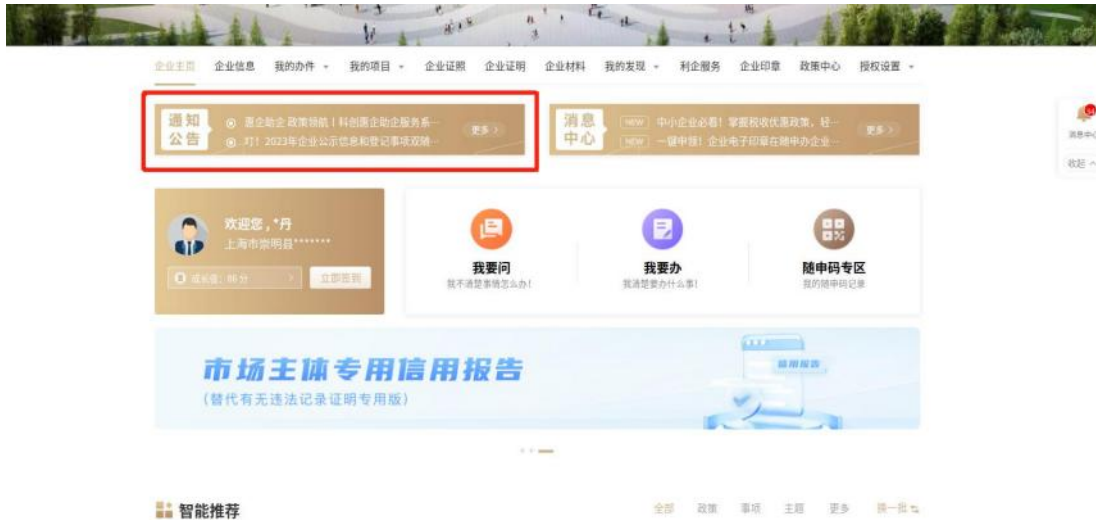 企业主页 企业信息 我的办件 我的项目 企业证照 企业证明 企业材料 我的发现 利企服务 企业印章 政策中心 授权设置
通知公告
惠企助企 政策领航丨科创惠企助企服务系…
叮！2023年企业公示信息和登记事项双随…
更多 >
消息中心
NEW 中小企业必看！掌握税收优惠政策，轻…
NEW 一键申领！企业电子印章在随申办企业…
更多 >
消息中心
收起
欢迎您，*丹
上海市崇明县*******
成长值：86分 >
立即签到
我要问
我不清楚事情怎么办！
我要办
我清楚要办什么事！
随申码专区
我的随申码记录
市场主体专用信用报告
(替代有无违法记录证明专用版)
信用报告
智能推荐
全部 政策 事项 主题 更多 换一批